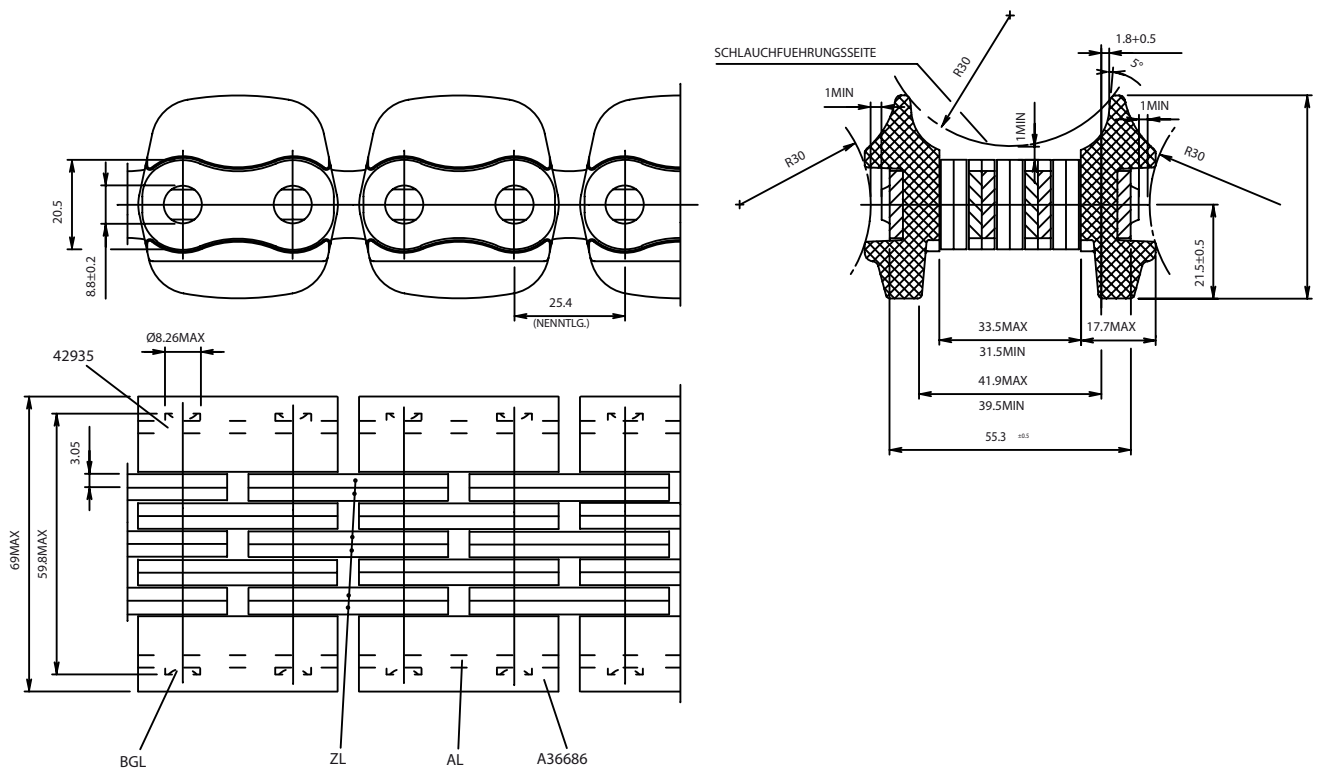 20.5
8.8±0.2
25.4
(NENNTLG.)
SCHLAUCHFUEHRUNGSSEITE
R30
1.8+0.5
5°
1MIN
1MIN
1MIN
R30
R30
21.5±0.5
33.5MAX
31.5MIN
17.7MAX
41.9MAX
39.5MIN
55.3 ±0.5
42935
Ø8.26MAX
3.05
69MAX
59.8MAX
BGL
ZL
AL
A36686